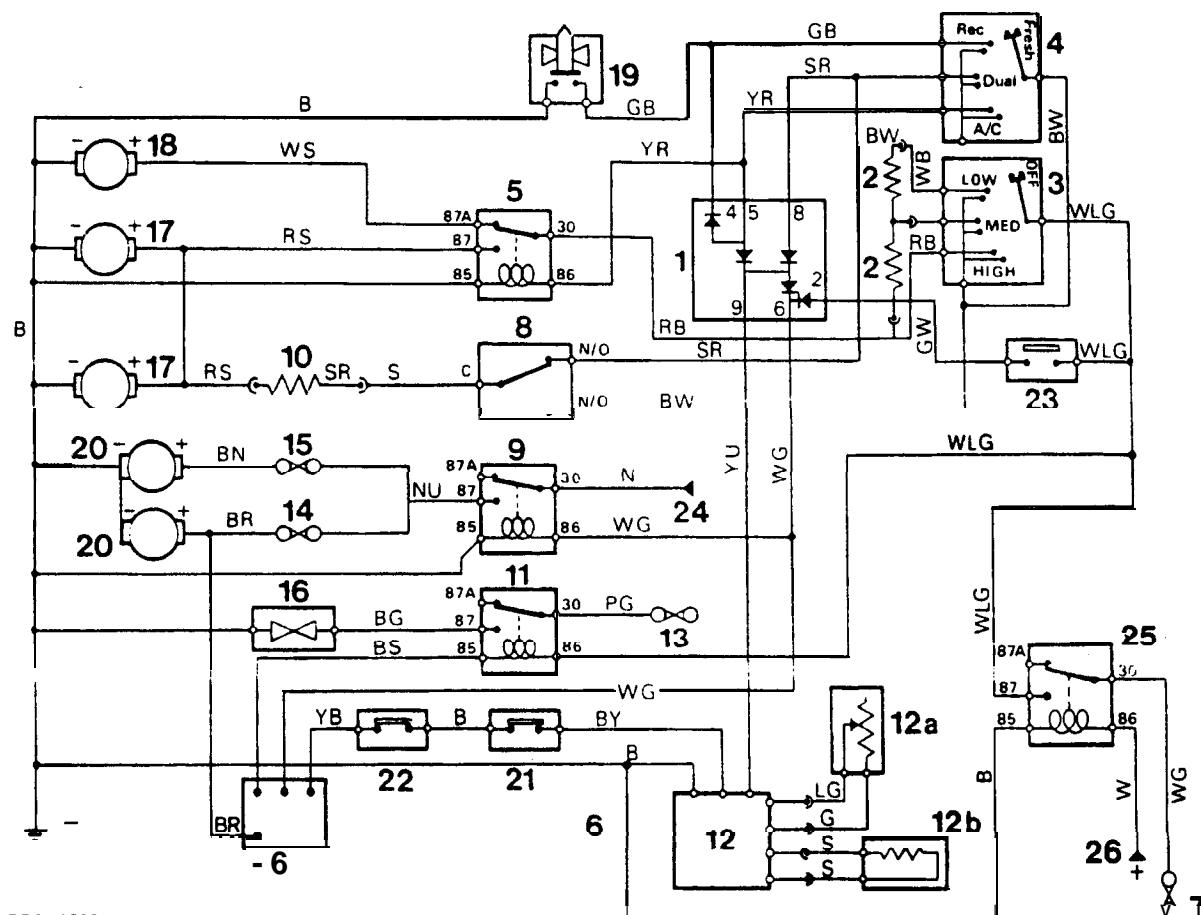 GB
Rec
Fresh
4
19
SR
Dual
B
GB
YR
A/C
BW
- + 18
WS
YR
BW
WB
2
LOW
OFF
3
5
87A
30
4 5 8
MED
WLG
- + 17
RS
87
1
2
RB
HIGH
85
86
2
9 6
B
8
RB
GW
- + 17
RS
10
SR
S
C
N/O
SR
WLG
N/O
BW
23
20 - +
BN
15
9
87A
30
N
YU
WG
WLG
NU
87
24
- +
20
BR
14
85
86
WG
16
11
87A
30
PG
BG
87
13
WLG
25
BS
85
86
87A
30
WG
87
YB
B
BY
12a
85
86
22
21
B
B
W
WG
LG
BR
6
12
G
12b
S
26
- 6
S
+
-